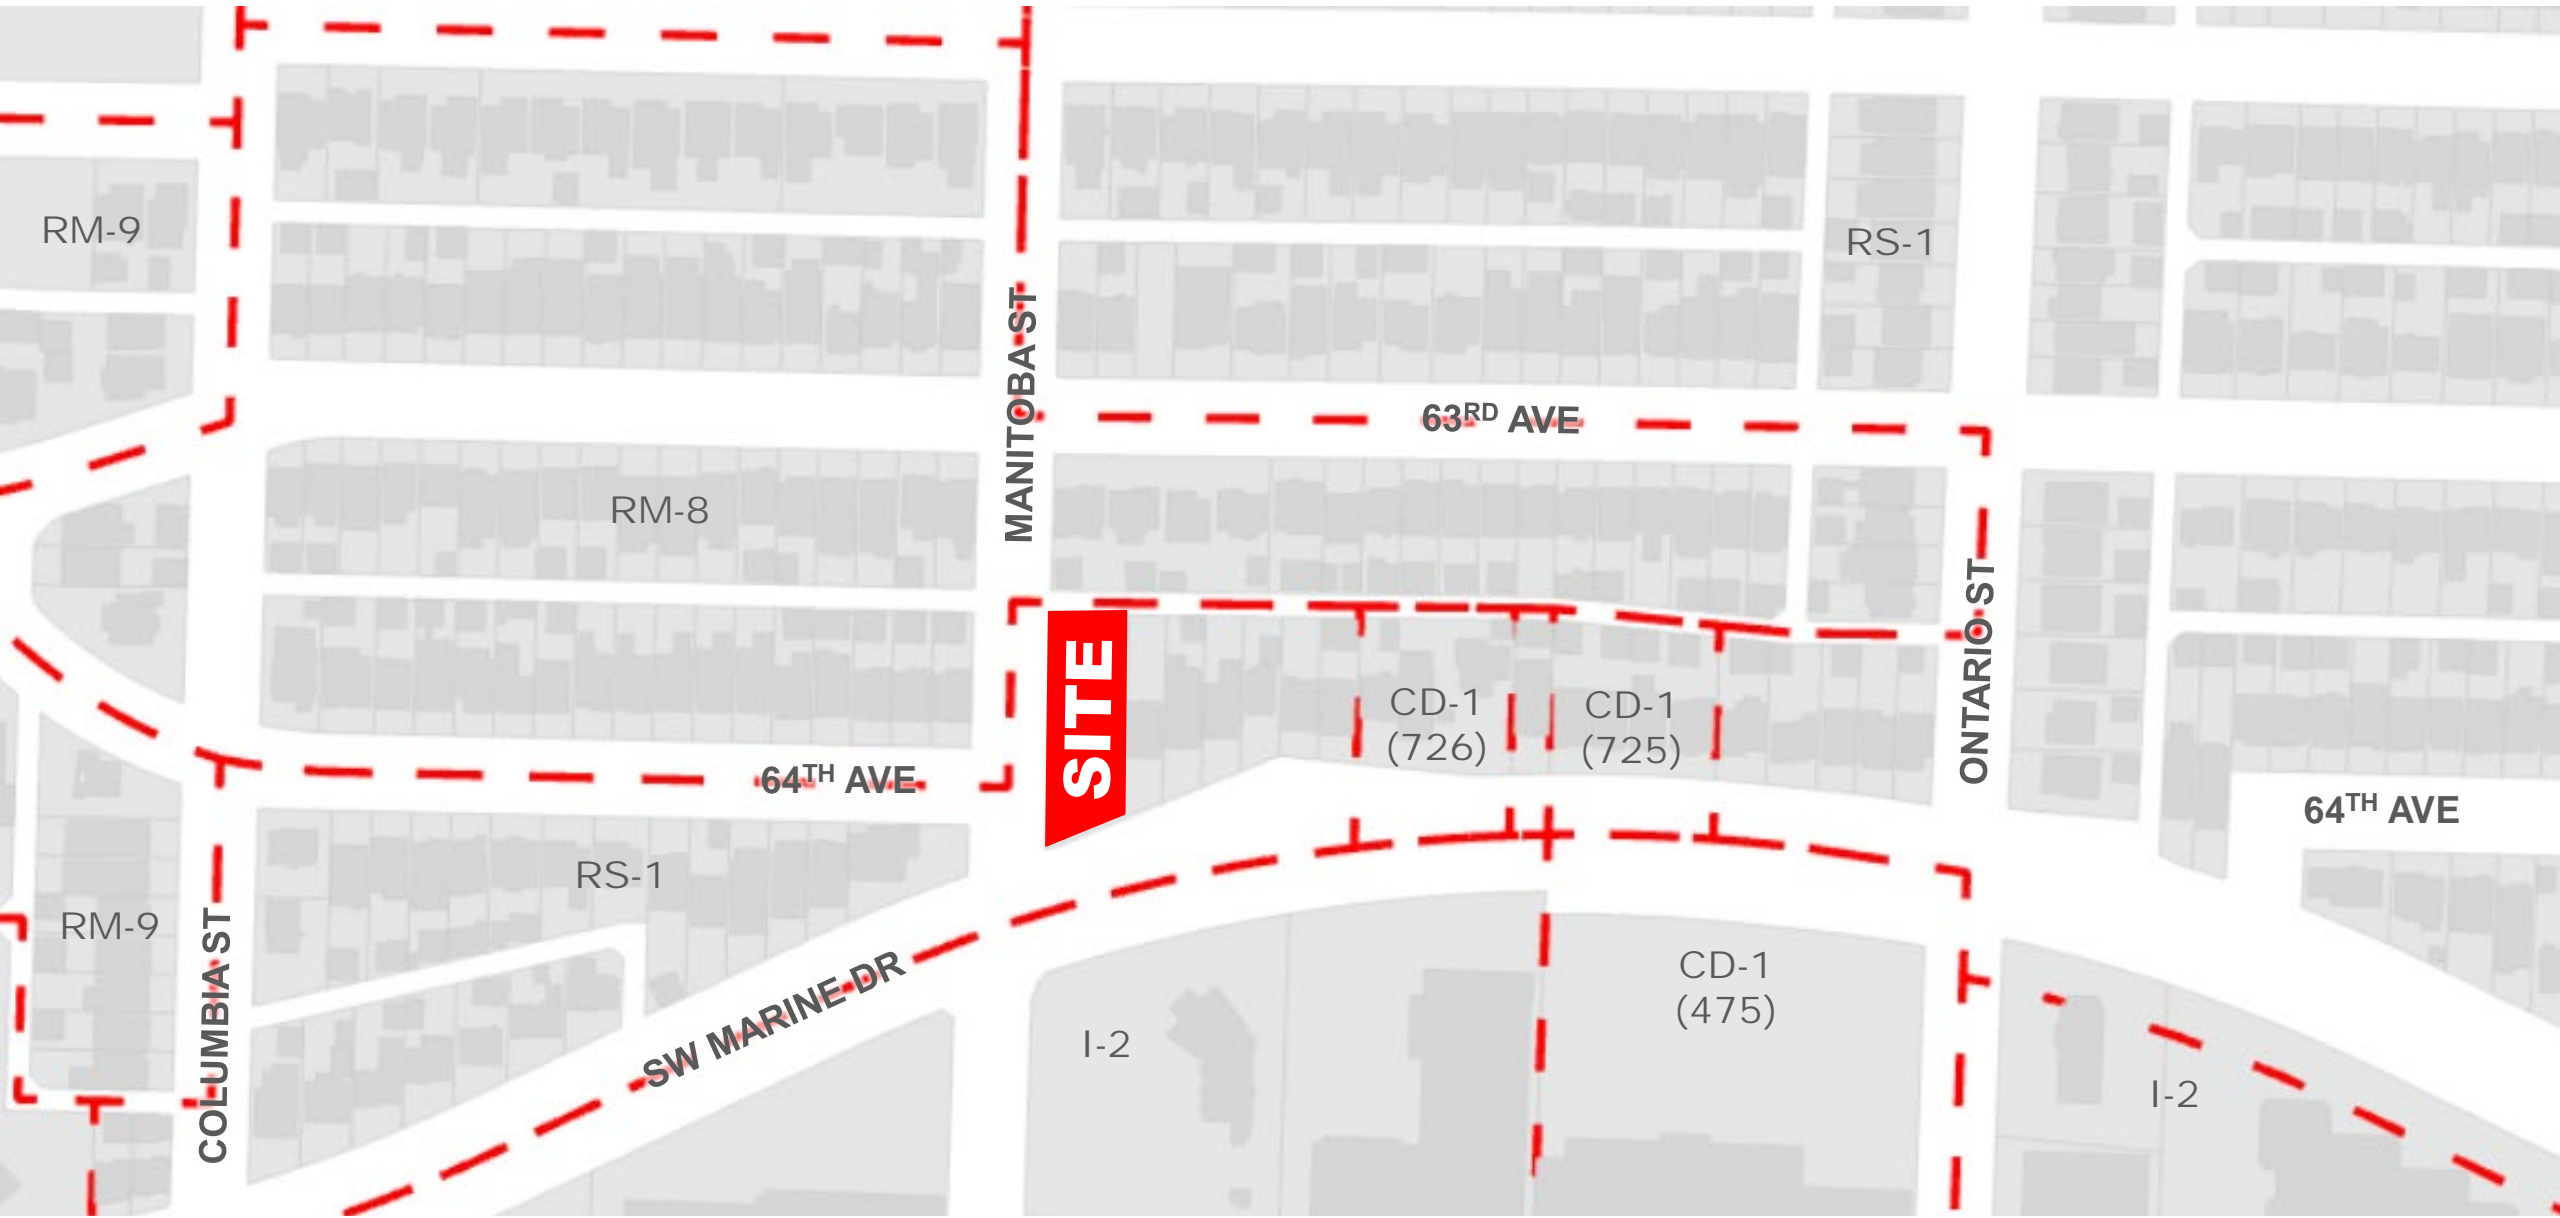 RM-9
RS-1
MANITOBA ST
63RD AVE
RM-8
ONTARIO ST
SITE
CD-1
(726)
CD-1
(725)
64TH AVE
64TH AVE
RS-1
RM-9
COLUMBIA ST
SW MARINE DR
CD-1
(475)
I-2
I-2